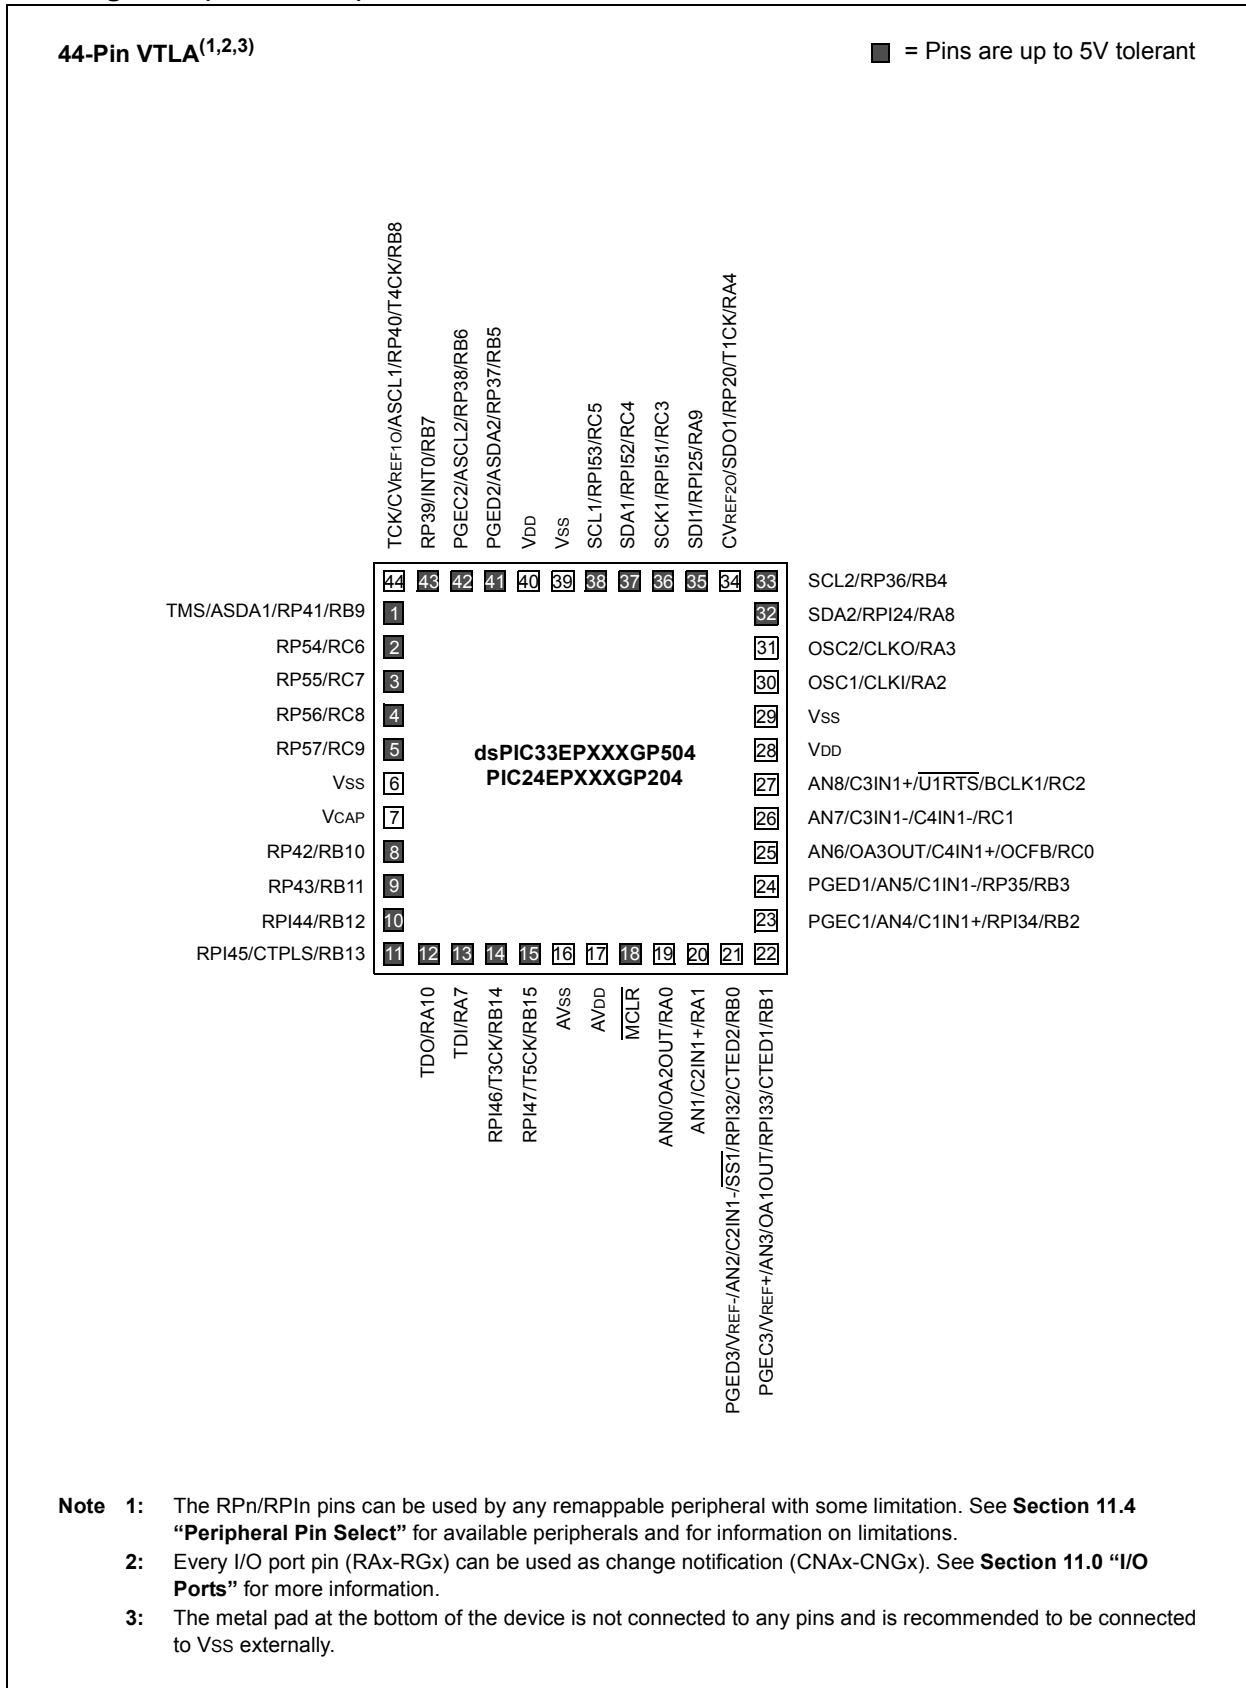 44-Pin VTLA(1,2,3)
= Pins are up to 5V tolerant
TCK/CVREF1O/ASCL1/RP40/T4CK/RB8
RP39/INT0/RB7
PGEC2/ASCL2/RP38/RB6
PGED2/ASDA2/RP37/RB5
VDD
VSS
SCL1/RPI53/RC5
SDA1/RPI52/RC4
SCK1/RPI51/RC3
SDI1/RPI25/RA9
CVREF2O/SDO1/RP20/T1CK/RA4
44 43 42 41 40 39 38 37 36 35 34 33 SCL2/RP36/RB4
TMS/ASDA1/RP41/RB9 1 32 SDA2/RPI24/RA8
RP54/RC6 2 31 OSC2/CLKO/RA3
RP55/RC7 3 30 OSC1/CLKI/RA2
RP56/RC8 4 29 VSS
RP57/RC9 5 dsPIC33EPXXXGP504 28 VDD
PIC24EPXXXGP204
VSS 6 27 AN8/C3IN1+/U1RTS/BCLK1/RC2
VCAP 7 26 AN7/C3IN1-/C4IN1-/RC1
RP42/RB10 8 25 AN6/OA3OUT/C4IN1+/OCFB/RC0
RP43/RB11 9 24 PGED1/AN5/C1IN1-/RP35/RB3
RPI44/RB12 10 23 PGEC1/AN4/C1IN1+/RPI34/RB2
RPI45/CTPLS/RB13 11 12 13 14 15 16 17 18 19 20 21 22
TDO/RA10
TDI/RA7
RPI46/T3CK/RB14
RPI47/T5CK/RB15
AVSS
AVDD
MCLR
AN0/OA2OUT/RA0
AN1/C2IN1+/RA1
PGED3/VREF-/AN2/C2IN1-/SS1/RPI32/CTED2/RB0
PGEC3/VREF+/AN3/OA1OUT/RPI33/CTED1/RB1
Note 1: The RPn/RPIn pins can be used by any remappable peripheral with some limitation. See Section 11.4
“Peripheral Pin Select” for available peripherals and for information on limitations.
2: Every I/O port pin (RAx-RGx) can be used as change notification (CNAx-CNGx). See Section 11.0 “I/O
Ports” for more information.
3: The metal pad at the bottom of the device is not connected to any pins and is recommended to be connected
to VSS externally.